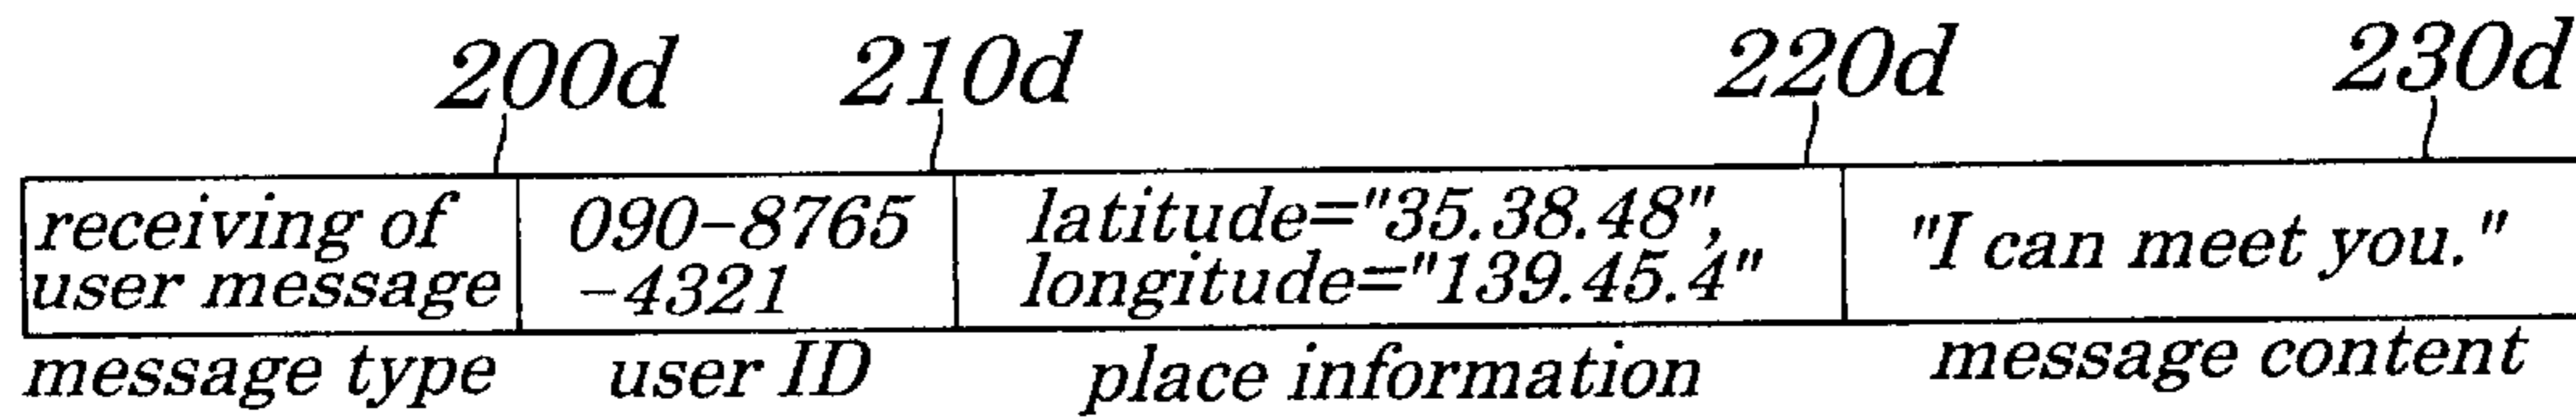 200d 210d 220d 230d
receiving of 090-8765 latitude="35.38.48", "I can meet you."
user message -4321 longitude="139.45.4"
message type user ID place information message content